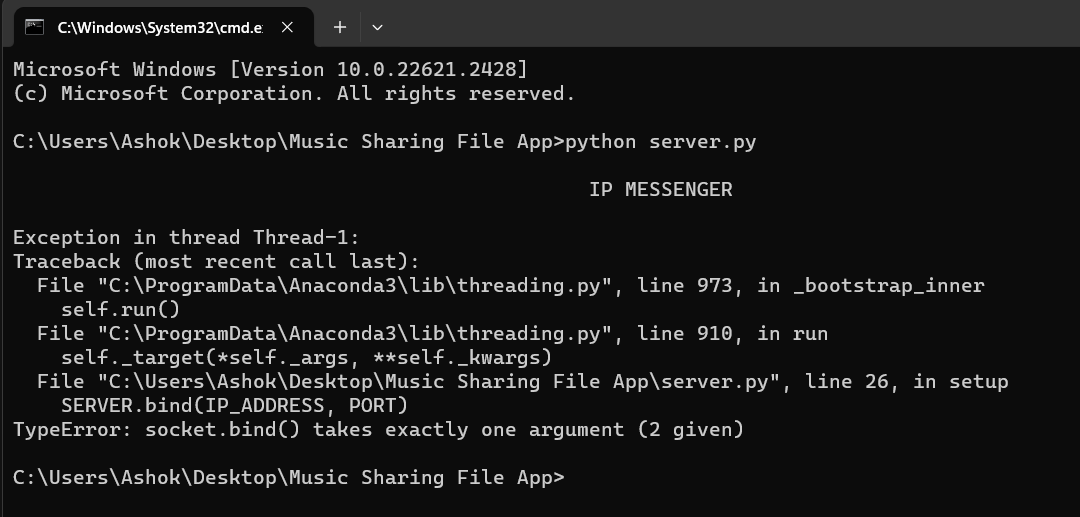 C:\Windows\System32\cmd.e
Microsoft Windows [Version 10.0.22621.2428]
(c) Microsoft Corporation. All rights reserved.
C:\Users\Ashok\Desktop\Music Sharing File App>python server.py
IP MESSENGER
Exception in thread Thread-1:
Traceback (most recent call last):
  File "C:\ProgramData\Anaconda3\lib\threading.py", line 973, in _bootstrap_inner
    self.run()
  File "C:\ProgramData\Anaconda3\lib\threading.py", line 910, in run
    self._target(*self._args, **self._kwargs)
  File "C:\Users\Ashok\Desktop\Music Sharing File App\server.py", line 26, in setup
    SERVER.bind(IP_ADDRESS, PORT)
TypeError: socket.bind() takes exactly one argument (2 given)
C:\Users\Ashok\Desktop\Music Sharing File App>